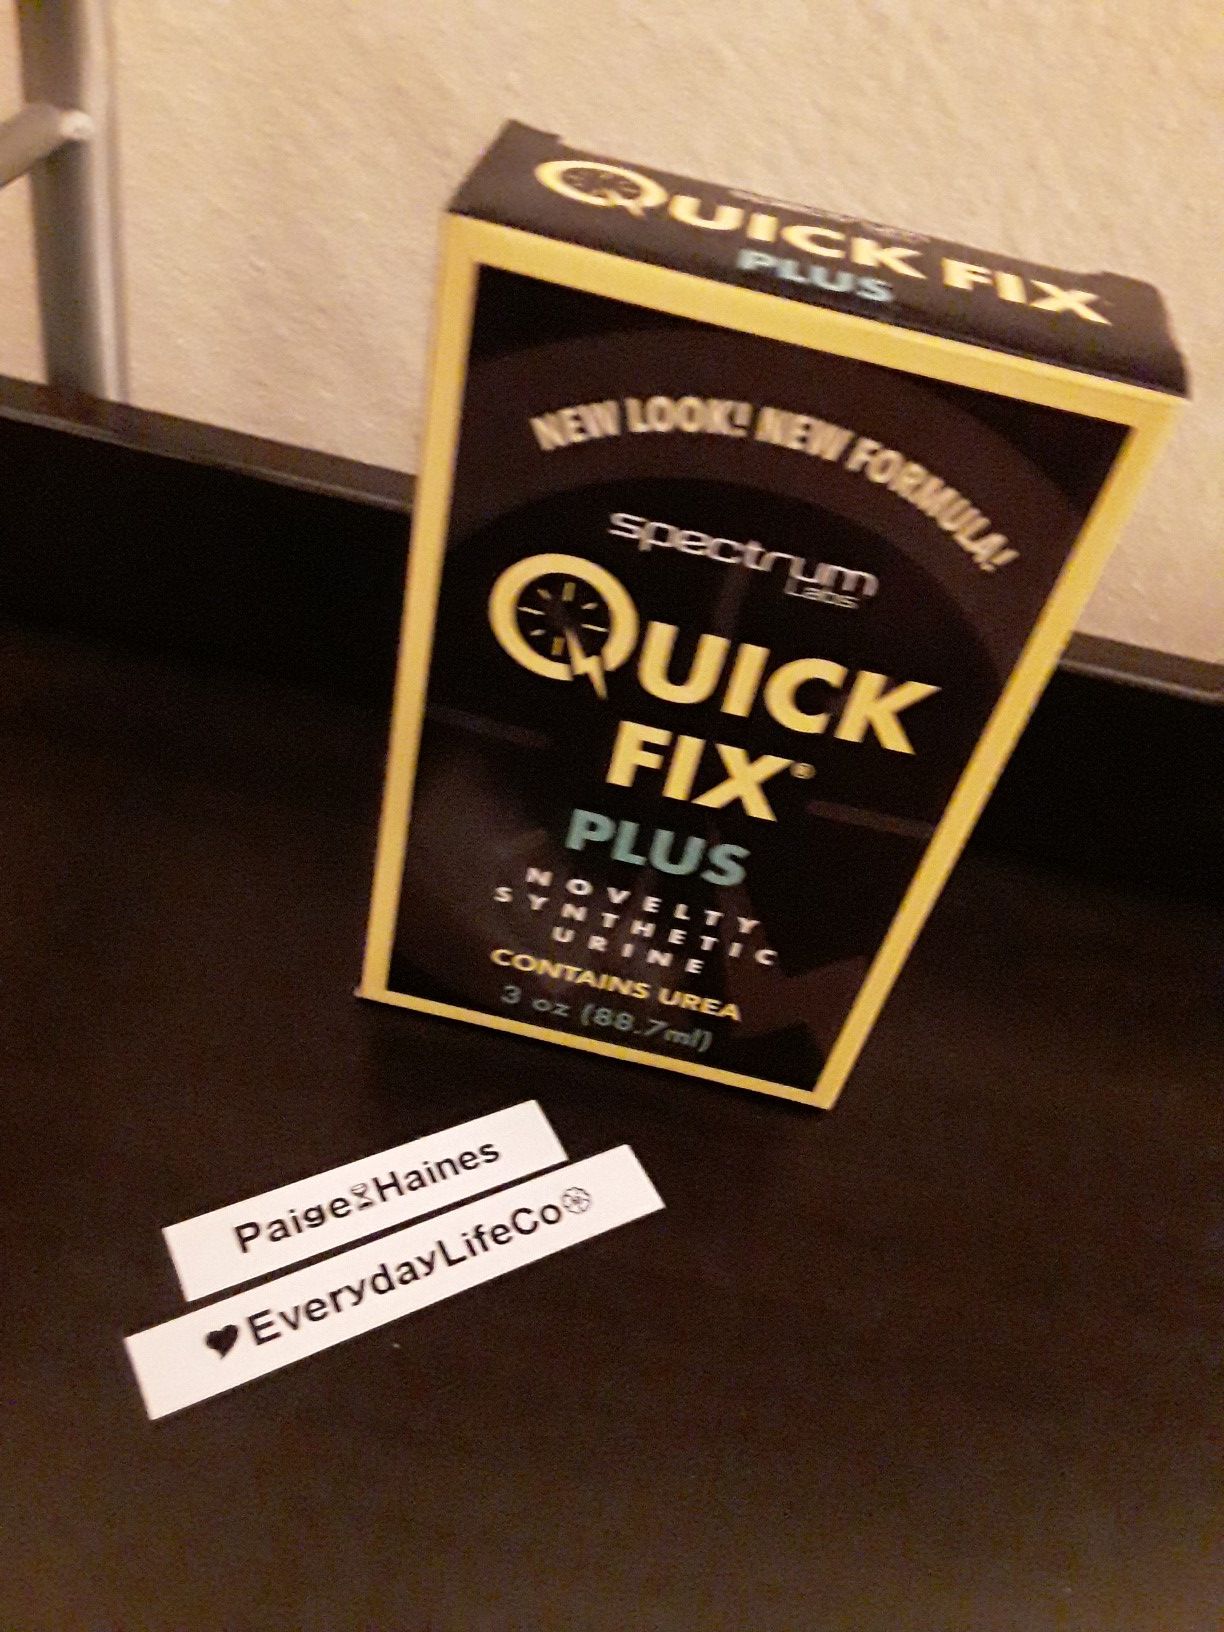 QUICK FIX
PLUS
NEW LOOK! NEW FORMULA!
spectrum
Labs
QUICK
FIX®
PLUS
NOVELTY
SYNTHETIC
URINE
CONTAINS UREA
3 oz (88.7ml)
Paige⌛Haines
♥EverydayLifeCo